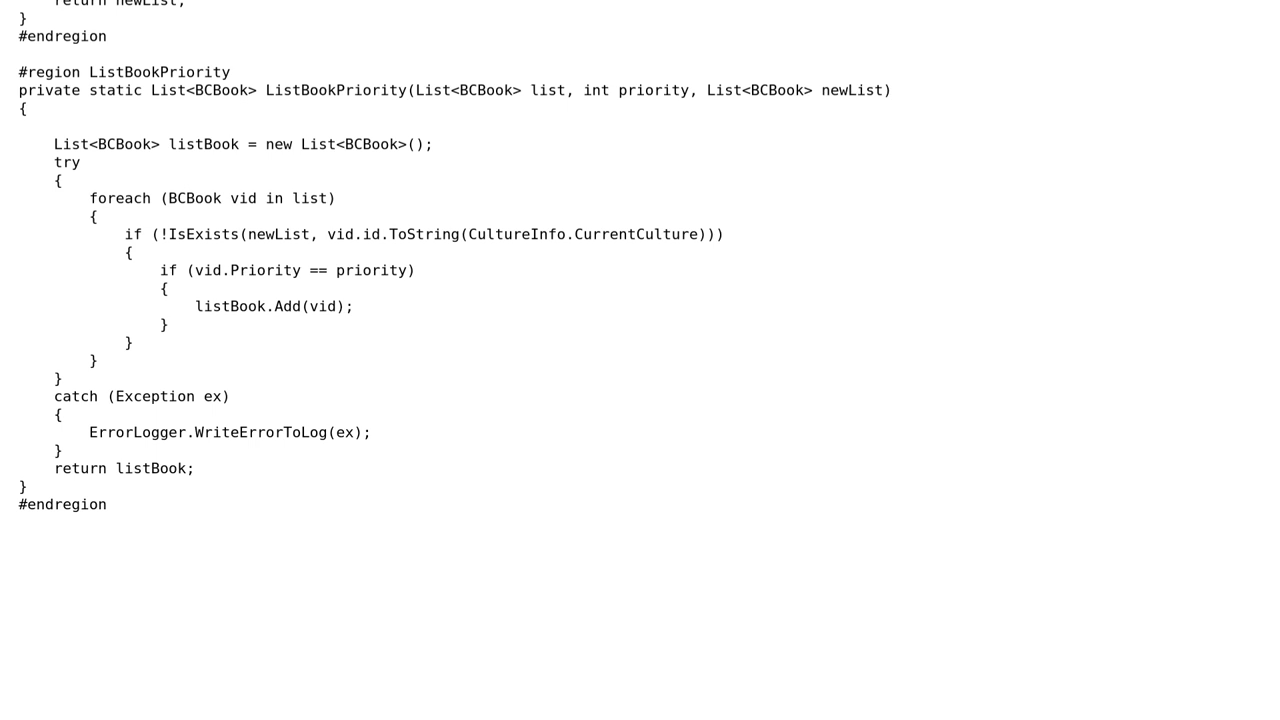 return newList;
}
#endregion

#region ListBookPriority
private static List<BCBook> ListBookPriority(List<BCBook> list, int priority, List<BCBook> newList)
{

    List<BCBook> listBook = new List<BCBook>();
    try
    {
        foreach (BCBook vid in list)
        {
            if (!IsExists(newList, vid.id.ToString(CultureInfo.CurrentCulture)))
            {
                if (vid.Priority == priority)
                {
                    listBook.Add(vid);
                }
            }
        }
    }
    catch (Exception ex)
    {
        ErrorLogger.WriteErrorToLog(ex);
    }
    return listBook;
}
#endregion